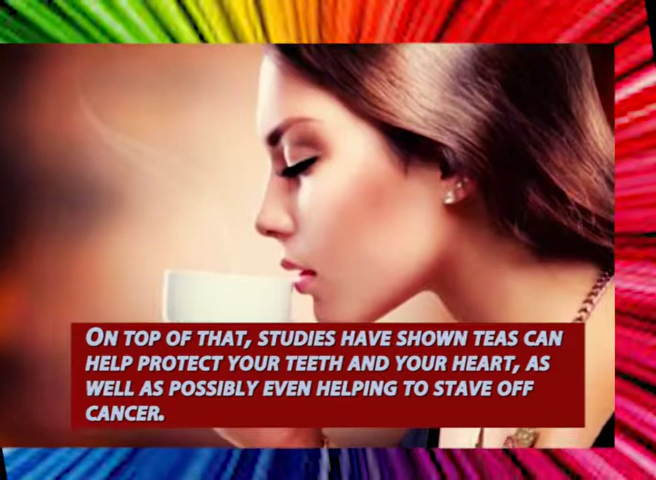 On top of that, studies have shown teas can
help protect your teeth and your heart, as
well as possibly even helping to stave off
cancer.